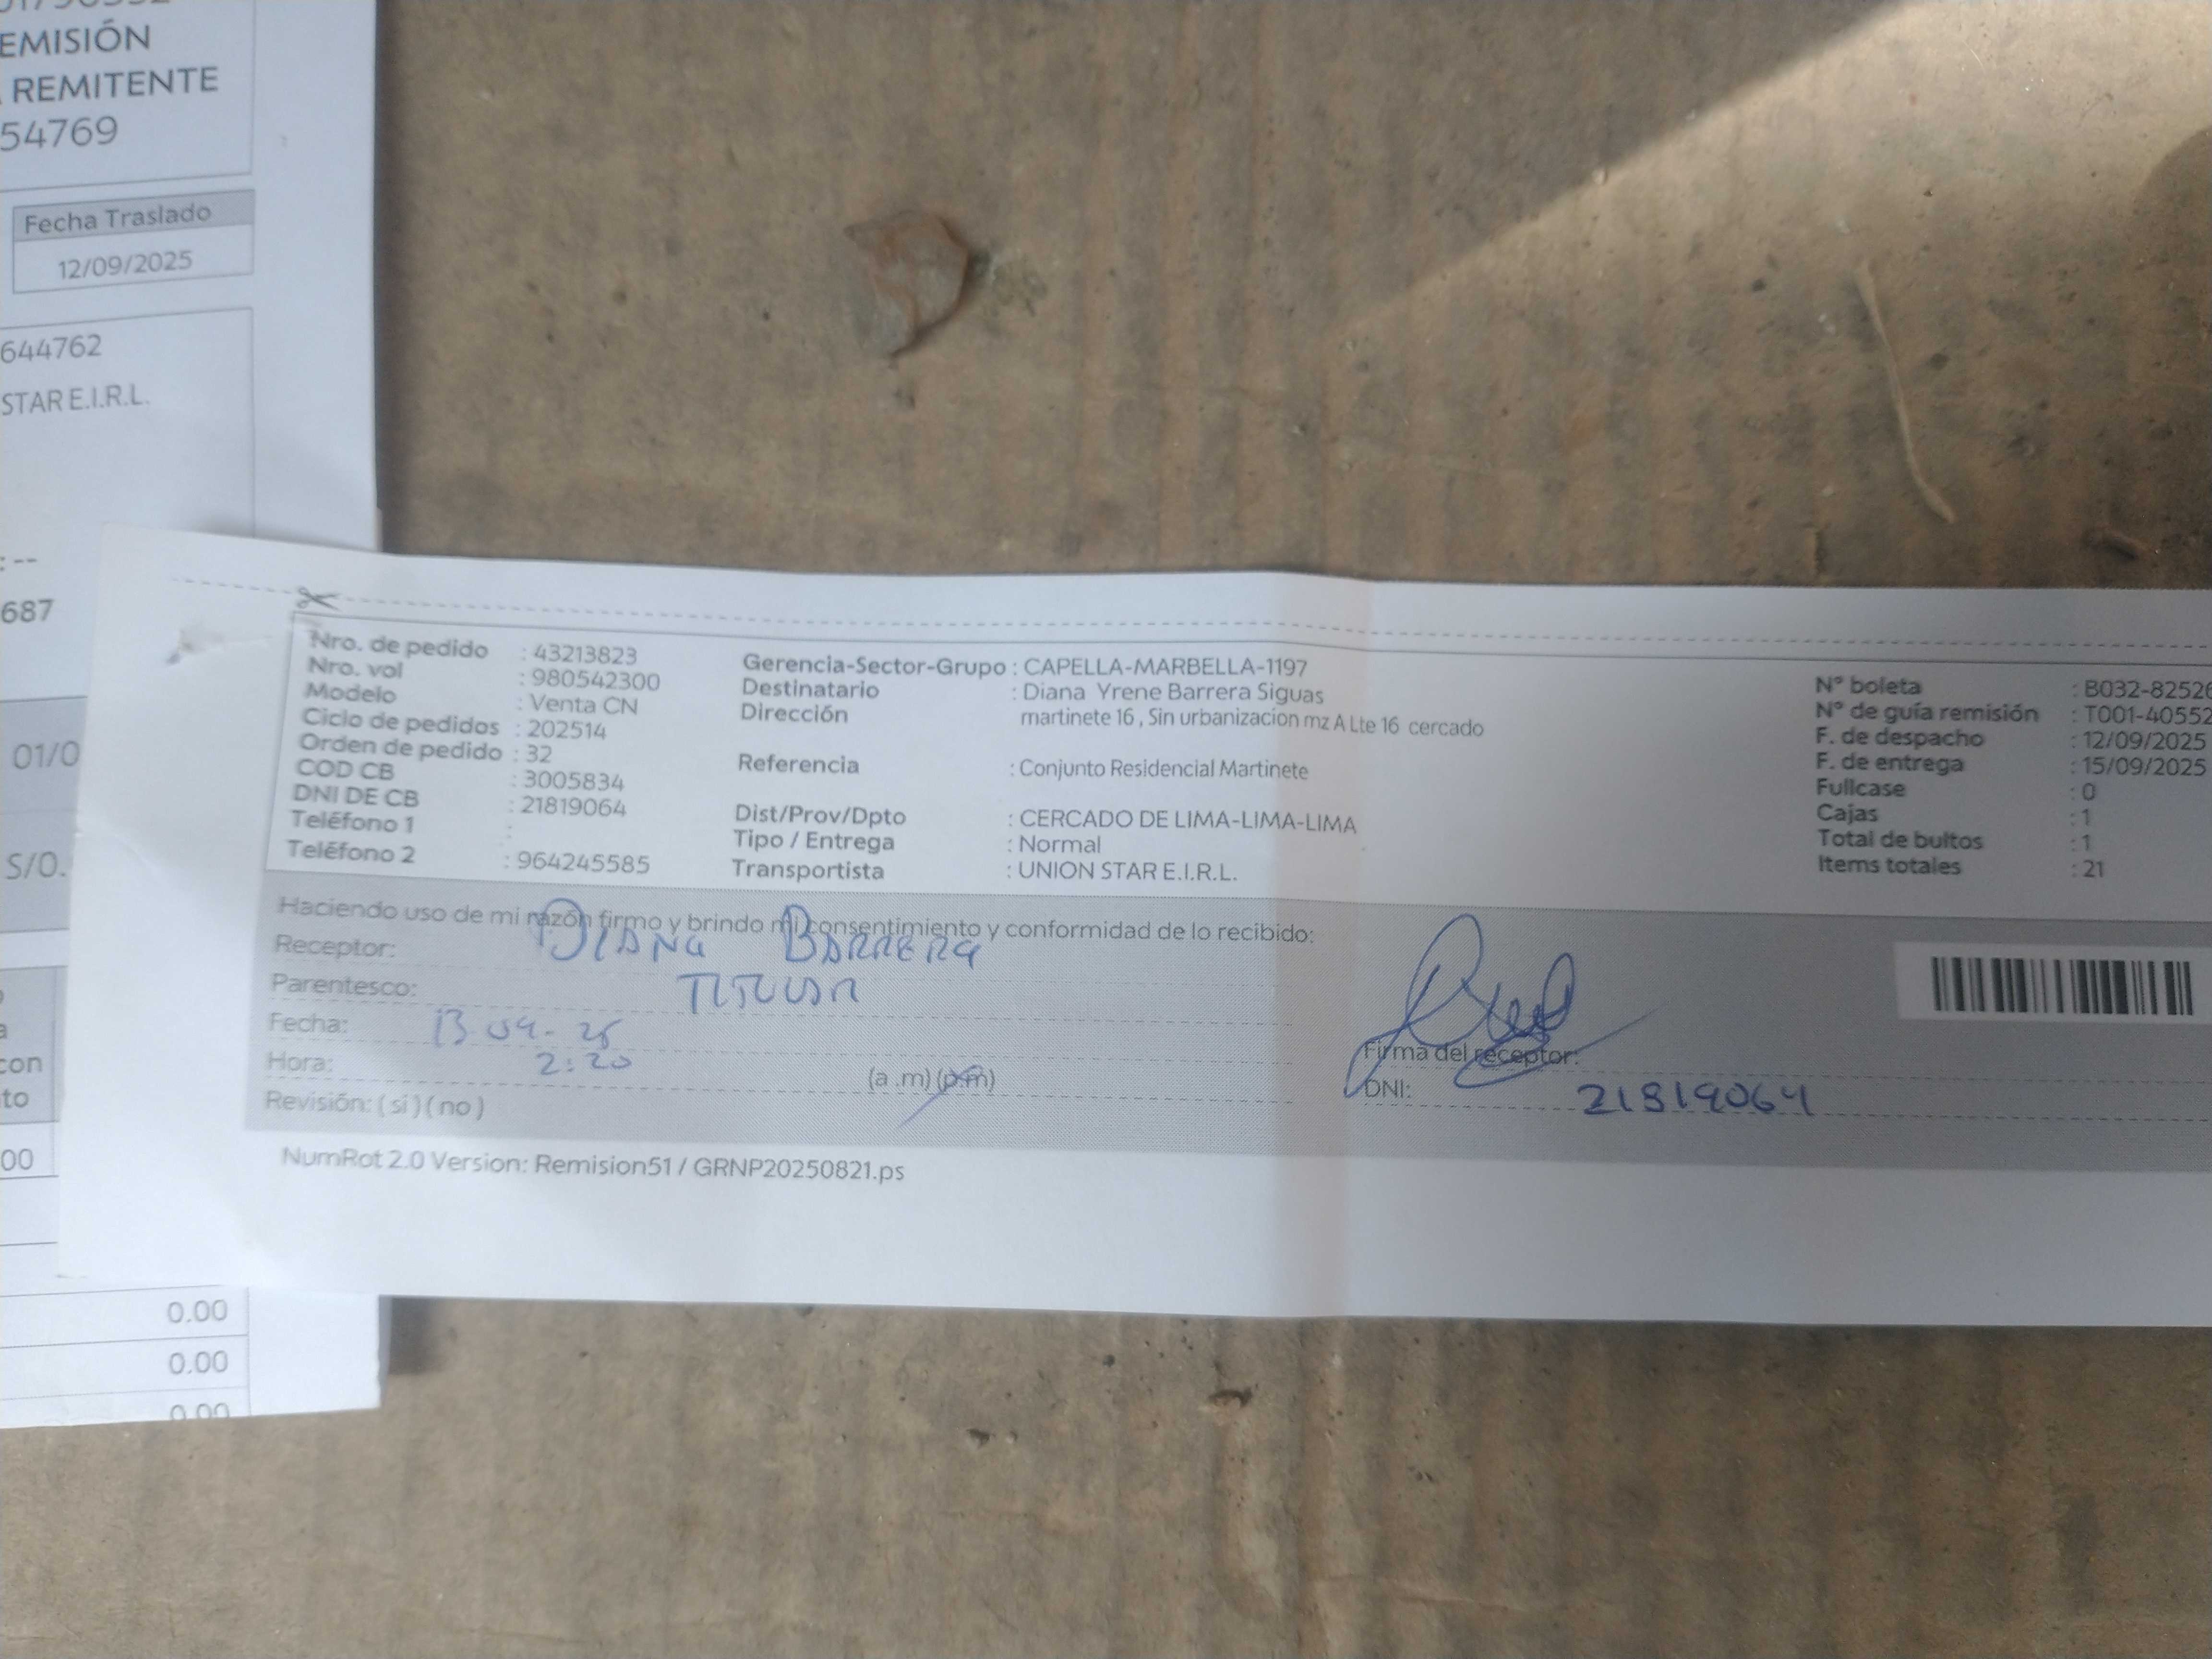 EMISIÓN
REMITENTE
54769
Fecha Traslado
12/09/2025
644762
STAR E.I.R.L.
: --
687
01/0
S/0.
con
to
00
0.00
0.00
0.00
Nro. de pedido : 43213823
Nro. vol : 980542300
Modelo : Venta CN
Ciclo de pedidos : 202514
Orden de pedido : 32
COD CB : 3005834
DNI DE CB : 21819064
Teléfono 1 :
Teléfono 2 : 964245585
Gerencia-Sector-Grupo : CAPELLA-MARBELLA-1197
Destinatario : Diana Yrene Barrera Siguas
Dirección martinete 16 , Sin urbanizacion mz A Lte 16 cercado
Referencia : Conjunto Residencial Martinete
Dist/Prov/Dpto : CERCADO DE LIMA-LIMA-LIMA
Tipo / Entrega : Normal
Transportista : UNION STAR E.I.R.L.
N° boleta : B032-82526
N° de guía remisión : T001-40552
F. de despacho : 12/09/2025
F. de entrega : 15/09/2025
Fullcase : 0
Cajas : 1
Total de bultos : 1
Items totales : 21
Haciendo uso de mi razón firmo y brindo mi consentimiento y conformidad de lo recibido:
Receptor: DIANA BARRERA
Parentesco: TITULAR
Fecha: 13-09-25
Hora: 2:20 (a .m) (p.m)
Revisión: ( si ) ( no )
Firma del receptor:
DNI: 21819064
NumRot 2.0 Version: Remision51 / GRNP20250821.ps